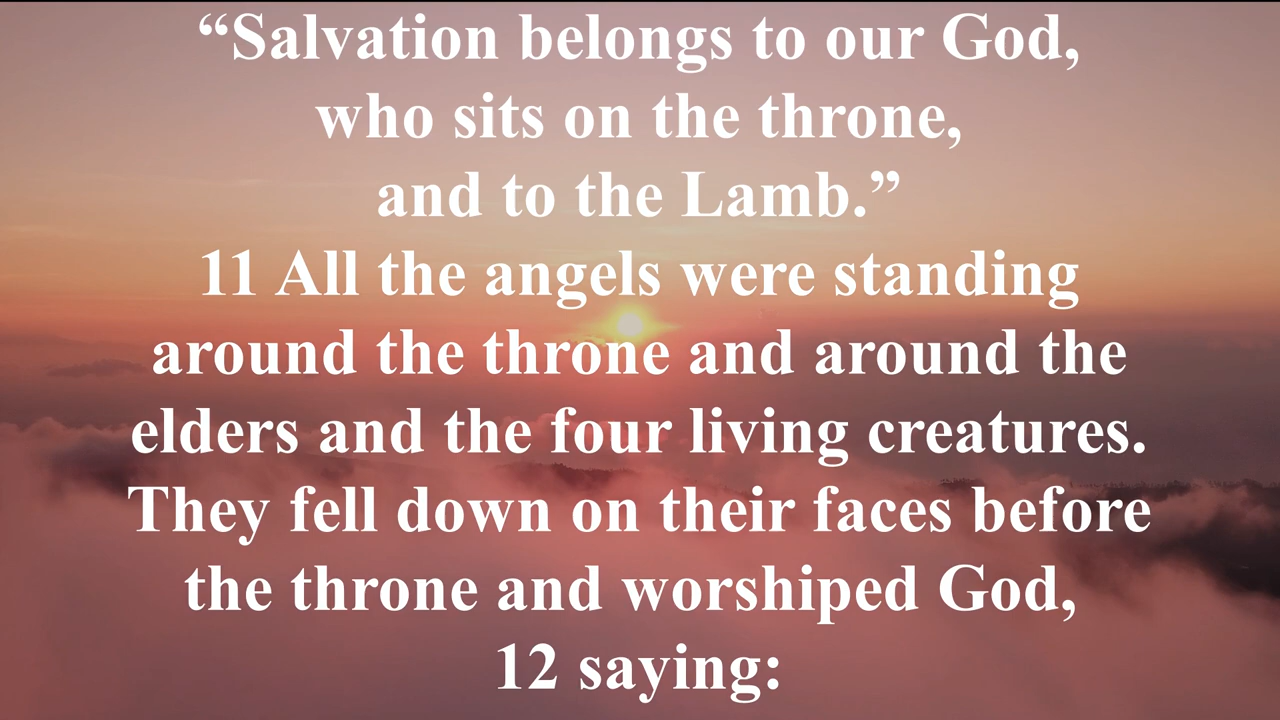 “Salvation belongs to our God,
who sits on the throne,
and to the Lamb.”
11 All the angels were standing
around the throne and around the
elders and the four living creatures.
They fell down on their faces before
the throne and worshiped God,
12 saying: